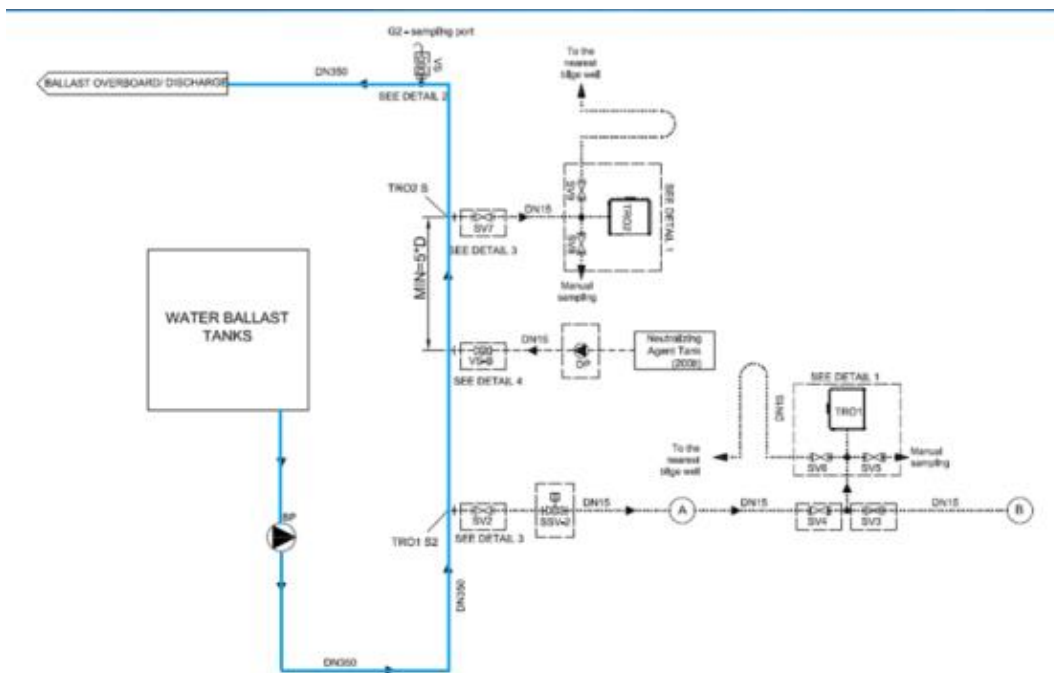 G2 - sampling port
VS
DN350
BALLAST OVERBOARD/ DISCHARGE
SEE DETAIL 2
To the
nearest
bilge well
TRO2 S
SV7
DN15
SV9
TRO2
SV8
SEE DETAIL 1
SEE DETAIL 3
MIN=5*D
Manual
sampling
WATER BALLAST
TANKS
DN15
DP
Neutralizing
Agent Tank
SEE DETAIL 4
SEE DETAIL 1
TRO1
DN15
To the
nearest
bilge well
SV6
SV5
Manual
sampling
BP
SV2
SSV-2
DN15
A
DN15
SV4
SV3
DN15
B
TRO1 S2
SEE DETAIL 3
DN350
DN350